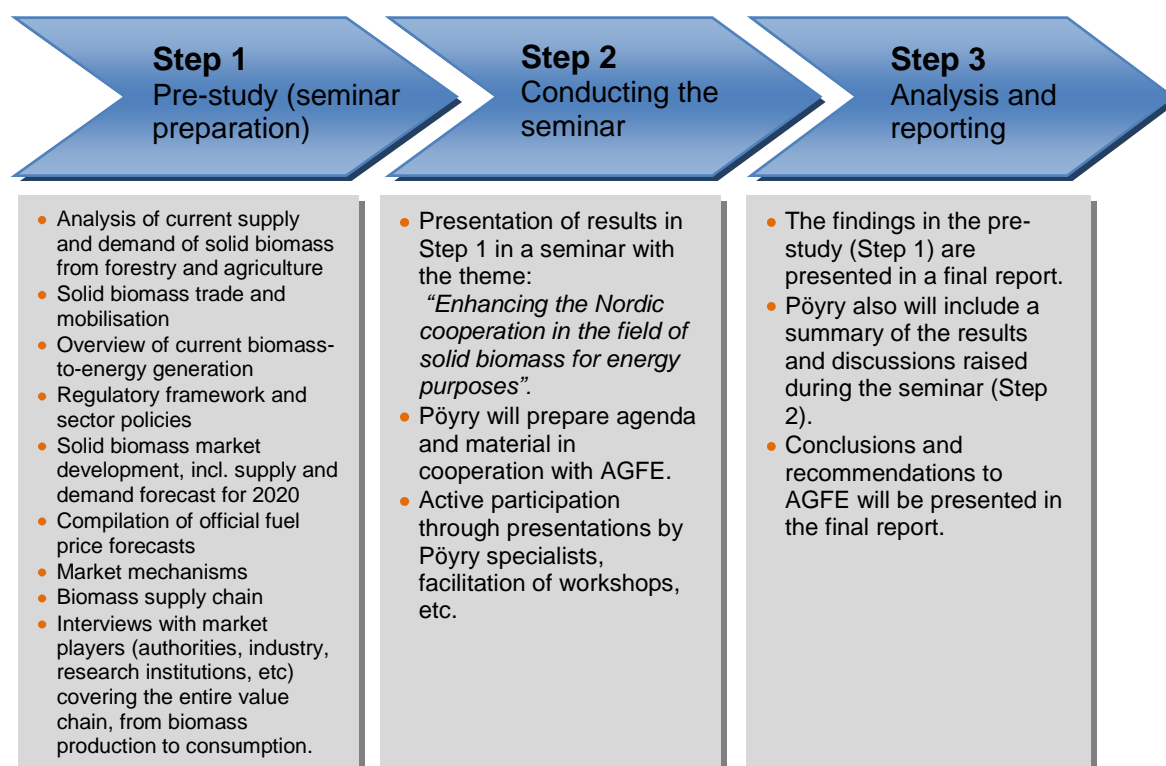 Step 1
Pre-study (seminar
preparation)
Step 2
Conducting the
seminar
Step 3
Analysis and
reporting
• Analysis of current supply
and demand of solid biomass
from forestry and agriculture
• Solid biomass trade and
mobilisation
• Overview of current biomass-
to-energy generation
• Regulatory framework and
sector policies
• Solid biomass market
development, incl. supply and
demand forecast for 2020
• Compilation of official fuel
price forecasts
• Market mechanisms
• Biomass supply chain
• Interviews with market
players (authorities, industry,
research institutions, etc)
covering the entire value
chain, from biomass
production to consumption.
• Presentation of results in
Step 1 in a seminar with
the theme:
“Enhancing the Nordic
cooperation in the field of
solid biomass for energy
purposes”.
• Pöyry will prepare agenda
and material in
cooperation with AGFE.
• Active participation
through presentations by
Pöyry specialists,
facilitation of workshops,
etc.
• The findings in the pre-
study (Step 1) are
presented in a final report.
• Pöyry also will include a
summary of the results
and discussions raised
during the seminar (Step
2).
• Conclusions and
recommendations to
AGFE will be presented in
the final report.